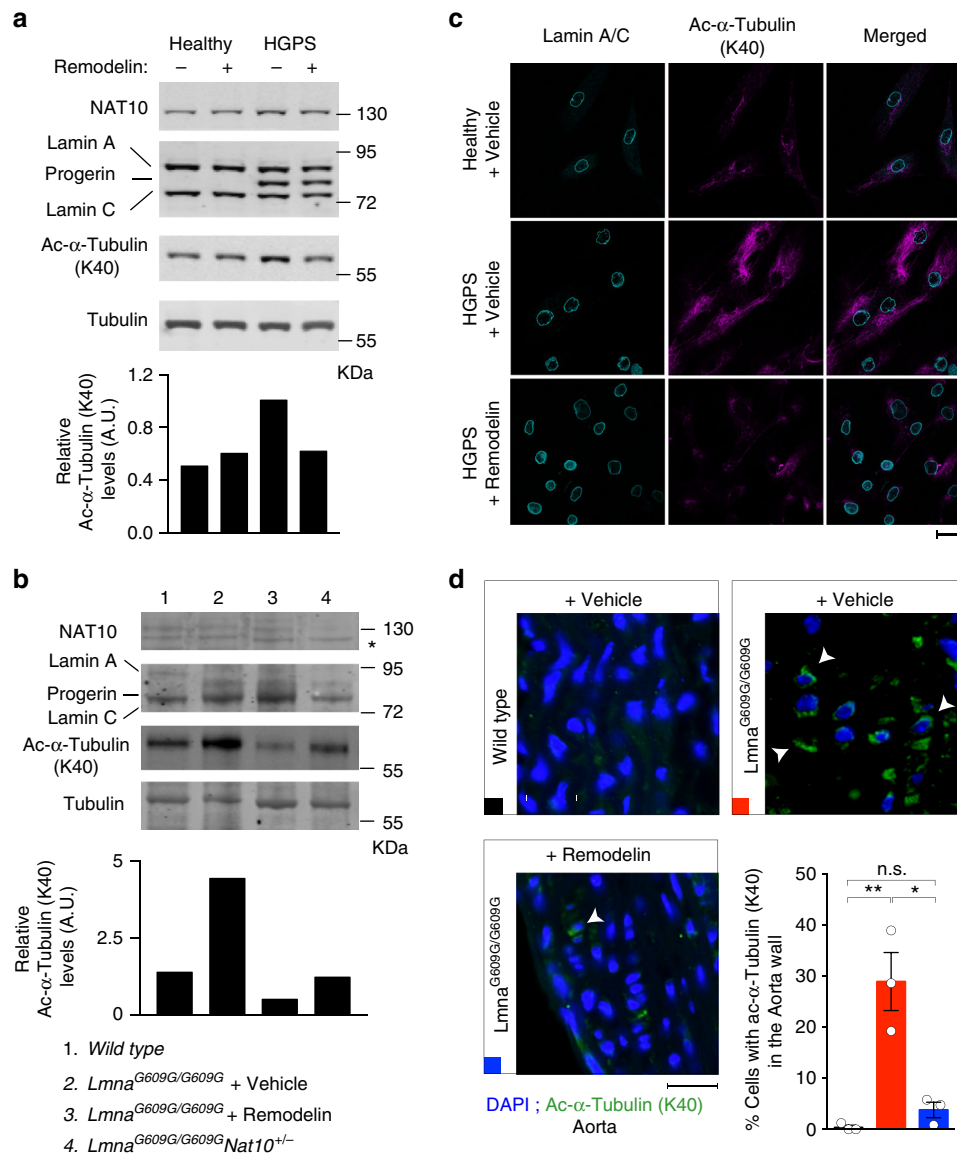 a
Healthy HGPS
Remodelin: – + – +
NAT10
130
Lamin A
Progerin
Lamin C
95
72
Ac-α-Tubulin
(K40)
55
Tubulin
55
KDa
Relative
Ac-α-Tubulin (K40)
levels (A.U.)
1.2
0.8
0.4
0.0
b
1 2 3 4
NAT10
130
*
Lamin A
Progerin
Lamin C
95
72
Ac-α-Tubulin
(K40)
55
Tubulin
55
KDa
Relative
Ac-α-Tubulin (K40)
levels (A.U.)
5
2.5
0
1. Wild type
2. Lmna^G609G/G609G + Vehicle
3. Lmna^G609G/G609G + Remodelin
4. Lmna^G609G/G609G Nat10^+/–
c
Lamin A/C
Ac-α-Tubulin
(K40)
Merged
Healthy
+ Vehicle
HGPS
+ Vehicle
HGPS
+ Remodelin
d
+ Vehicle
Wild type
+ Vehicle
Lmna^G609G/G609G
+ Remodelin
Lmna^G609G/G609G
DAPI ; Ac-α-Tubulin (K40)
Aorta
% Cells with ac-α-Tubulin (K40)
in the Aorta wall
50
40
30
20
10
0
n.s.
** *